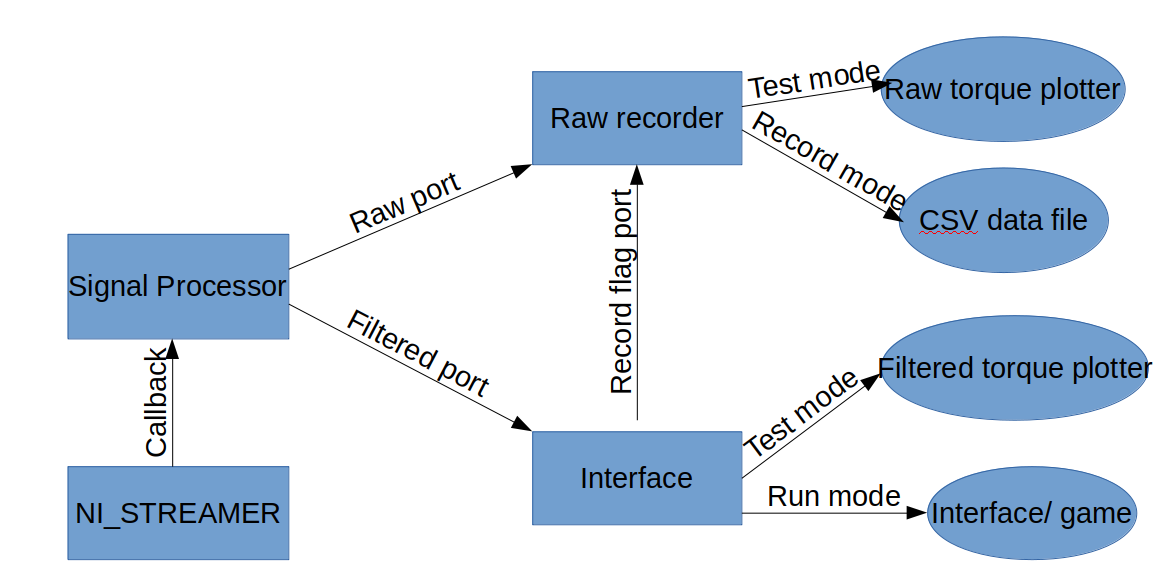 Test mode
Raw torque plotter
Raw recorder
Record mode
Raw port
CSV data file
Signal Processor
Record flag port
Filtered port
Callback
Filtered torque plotter
Test mode
Interface
Run mode
NI_STREAMER
Interface/ game